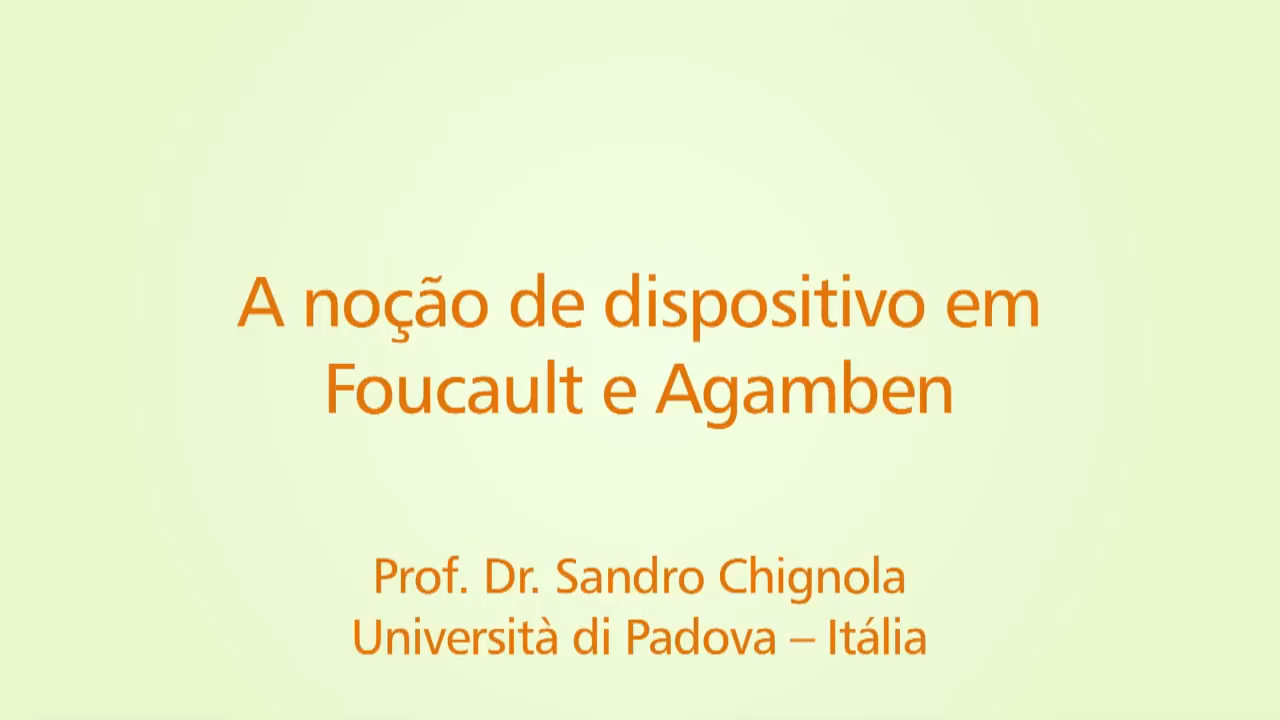 A noção de dispositivo em
Foucault e Agamben
Prof. Dr. Sandro Chignola
Università di Padova – Itália